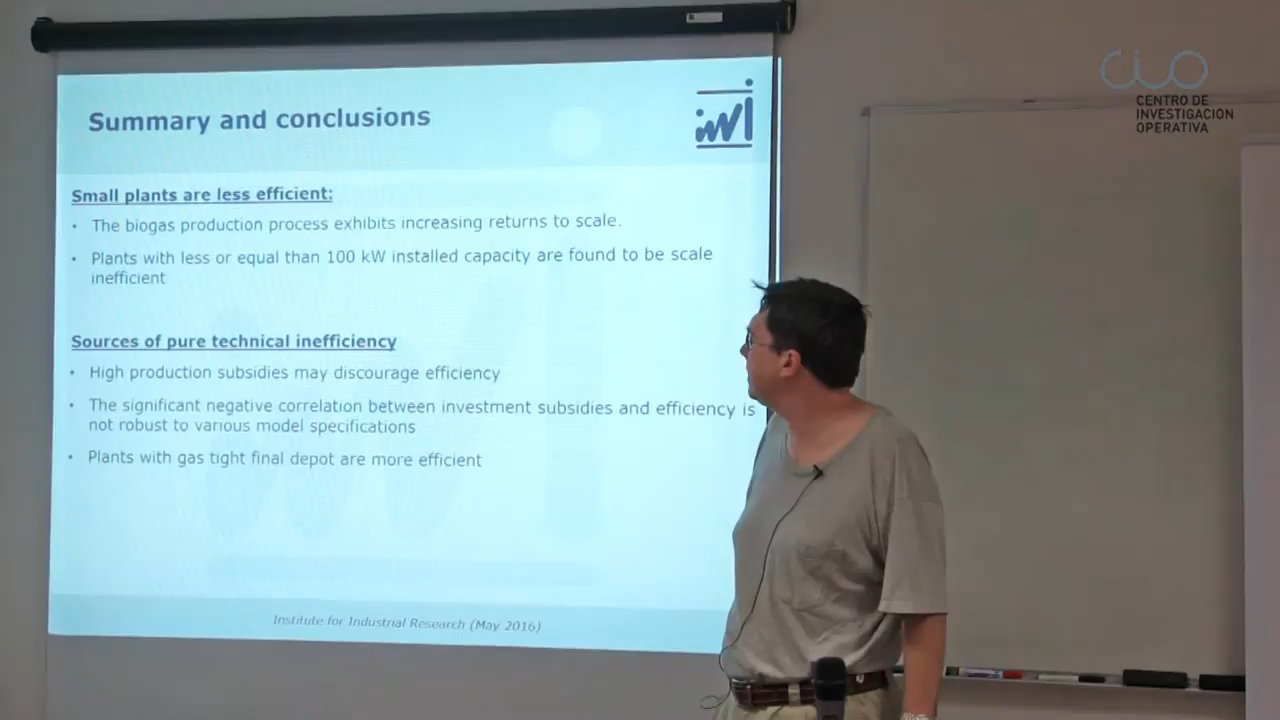 Summary and conclusions
iwi
Small plants are less efficient:
• The biogas production process exhibits increasing returns to scale.
• Plants with less or equal than 100 kW installed capacity are found to be scale
inefficient
Sources of pure technical inefficiency
• High production subsidies may discourage efficiency
• The significant negative correlation between investment subsidies and efficiency is
not robust to various model specifications
• Plants with gas tight final depot are more efficient
Institute for Industrial Research (May 2016)
CIO
CENTRO DE
INVESTIGACION
OPERATIVA